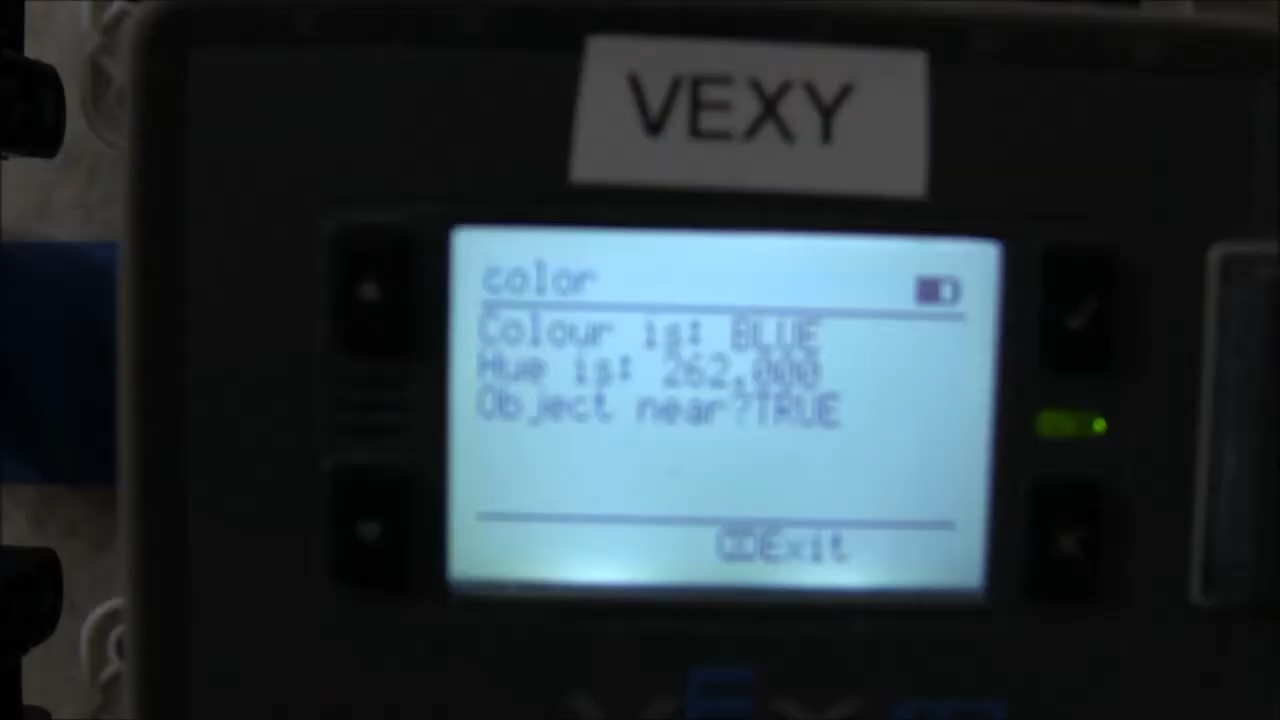 VEXY
color
Colour is: BLUE
Hue is: 262.000
Object near?TRUE
Exit